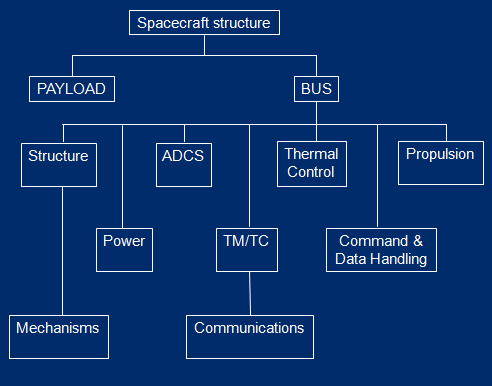 Spacecraft structure
PAYLOAD
BUS
Structure
ADCS
Thermal
Control
Propulsion
Power
TM/TC
Command &
Data Handling
Mechanisms
Communications